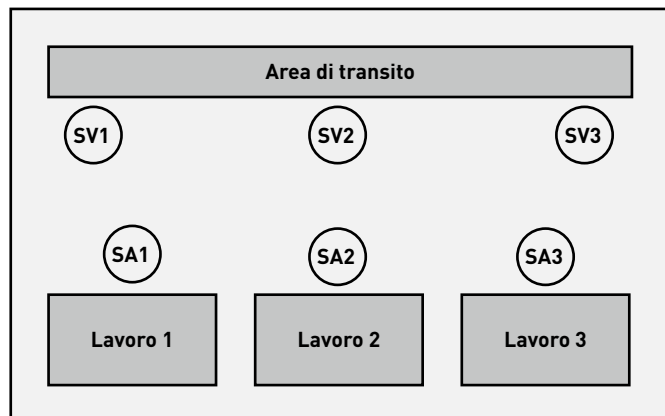 Area di transito
SV1 SV2 SV3
SA1 SA2 SA3
Lavoro 1 Lavoro 2 Lavoro 3